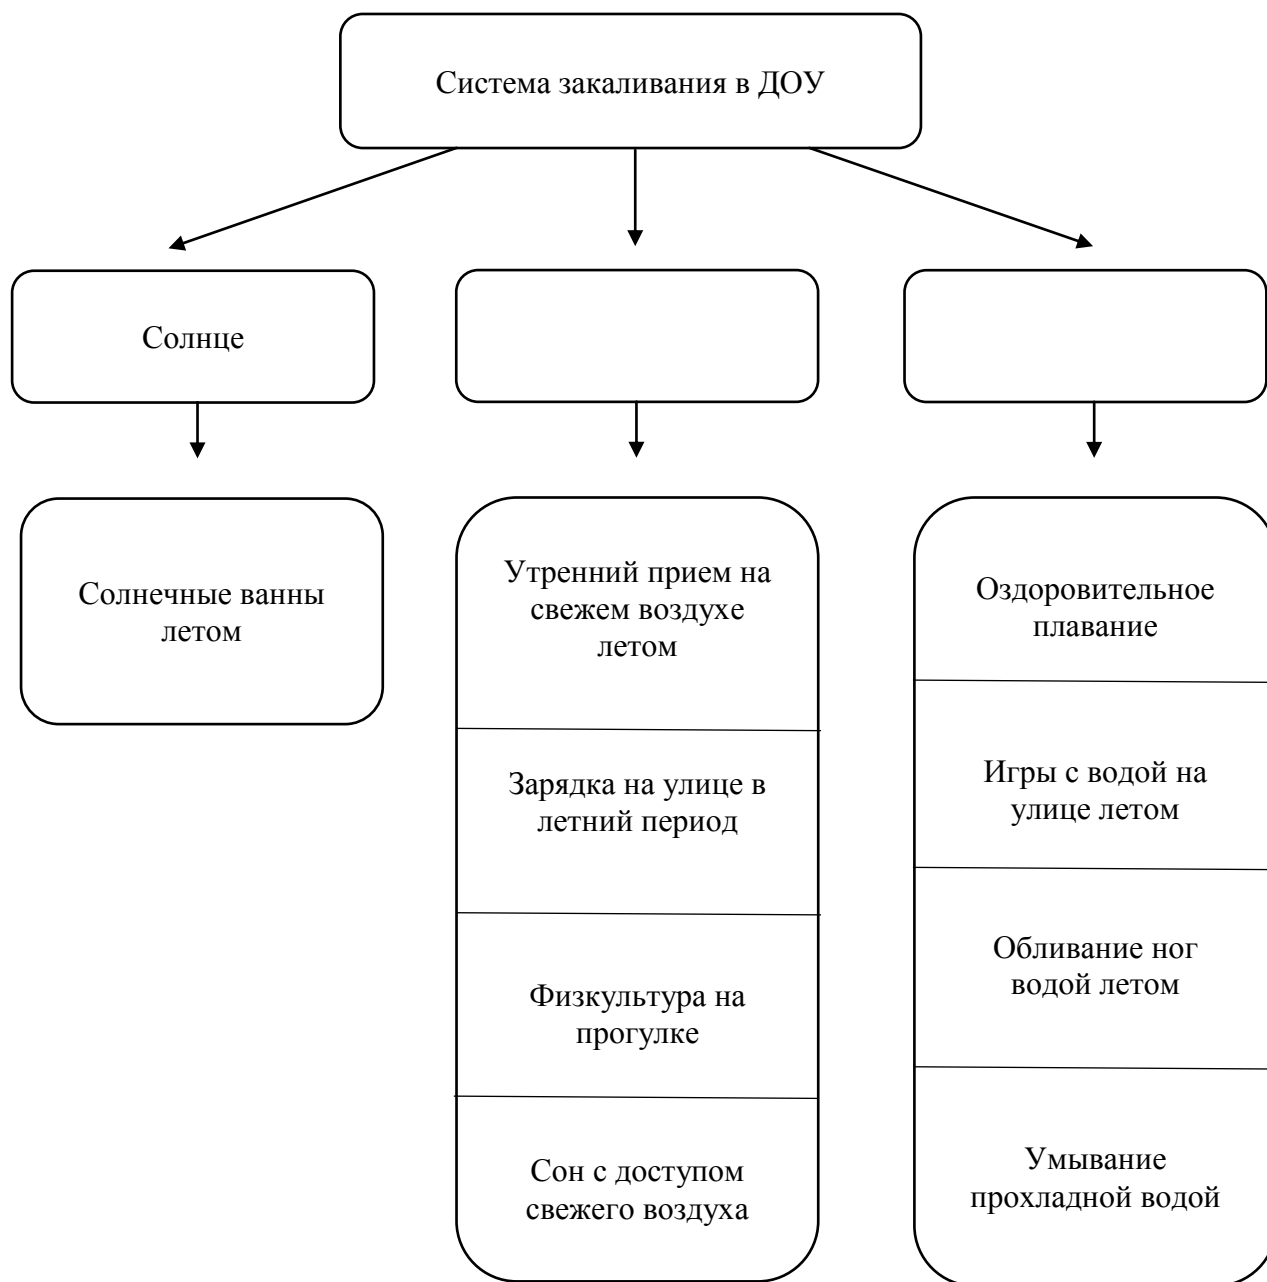 Система закаливания в ДОУ
Солнце
Солнечные ванны
летом
Утренний прием на
свежем воздухе
летом
Зарядка на улице в
летний период
Физкультура на
прогулке
Сон с доступом
свежего воздуха
Оздоровительное
плавание
Игры с водой на
улице летом
Обливание ног
водой летом
Умывание
прохладной водой